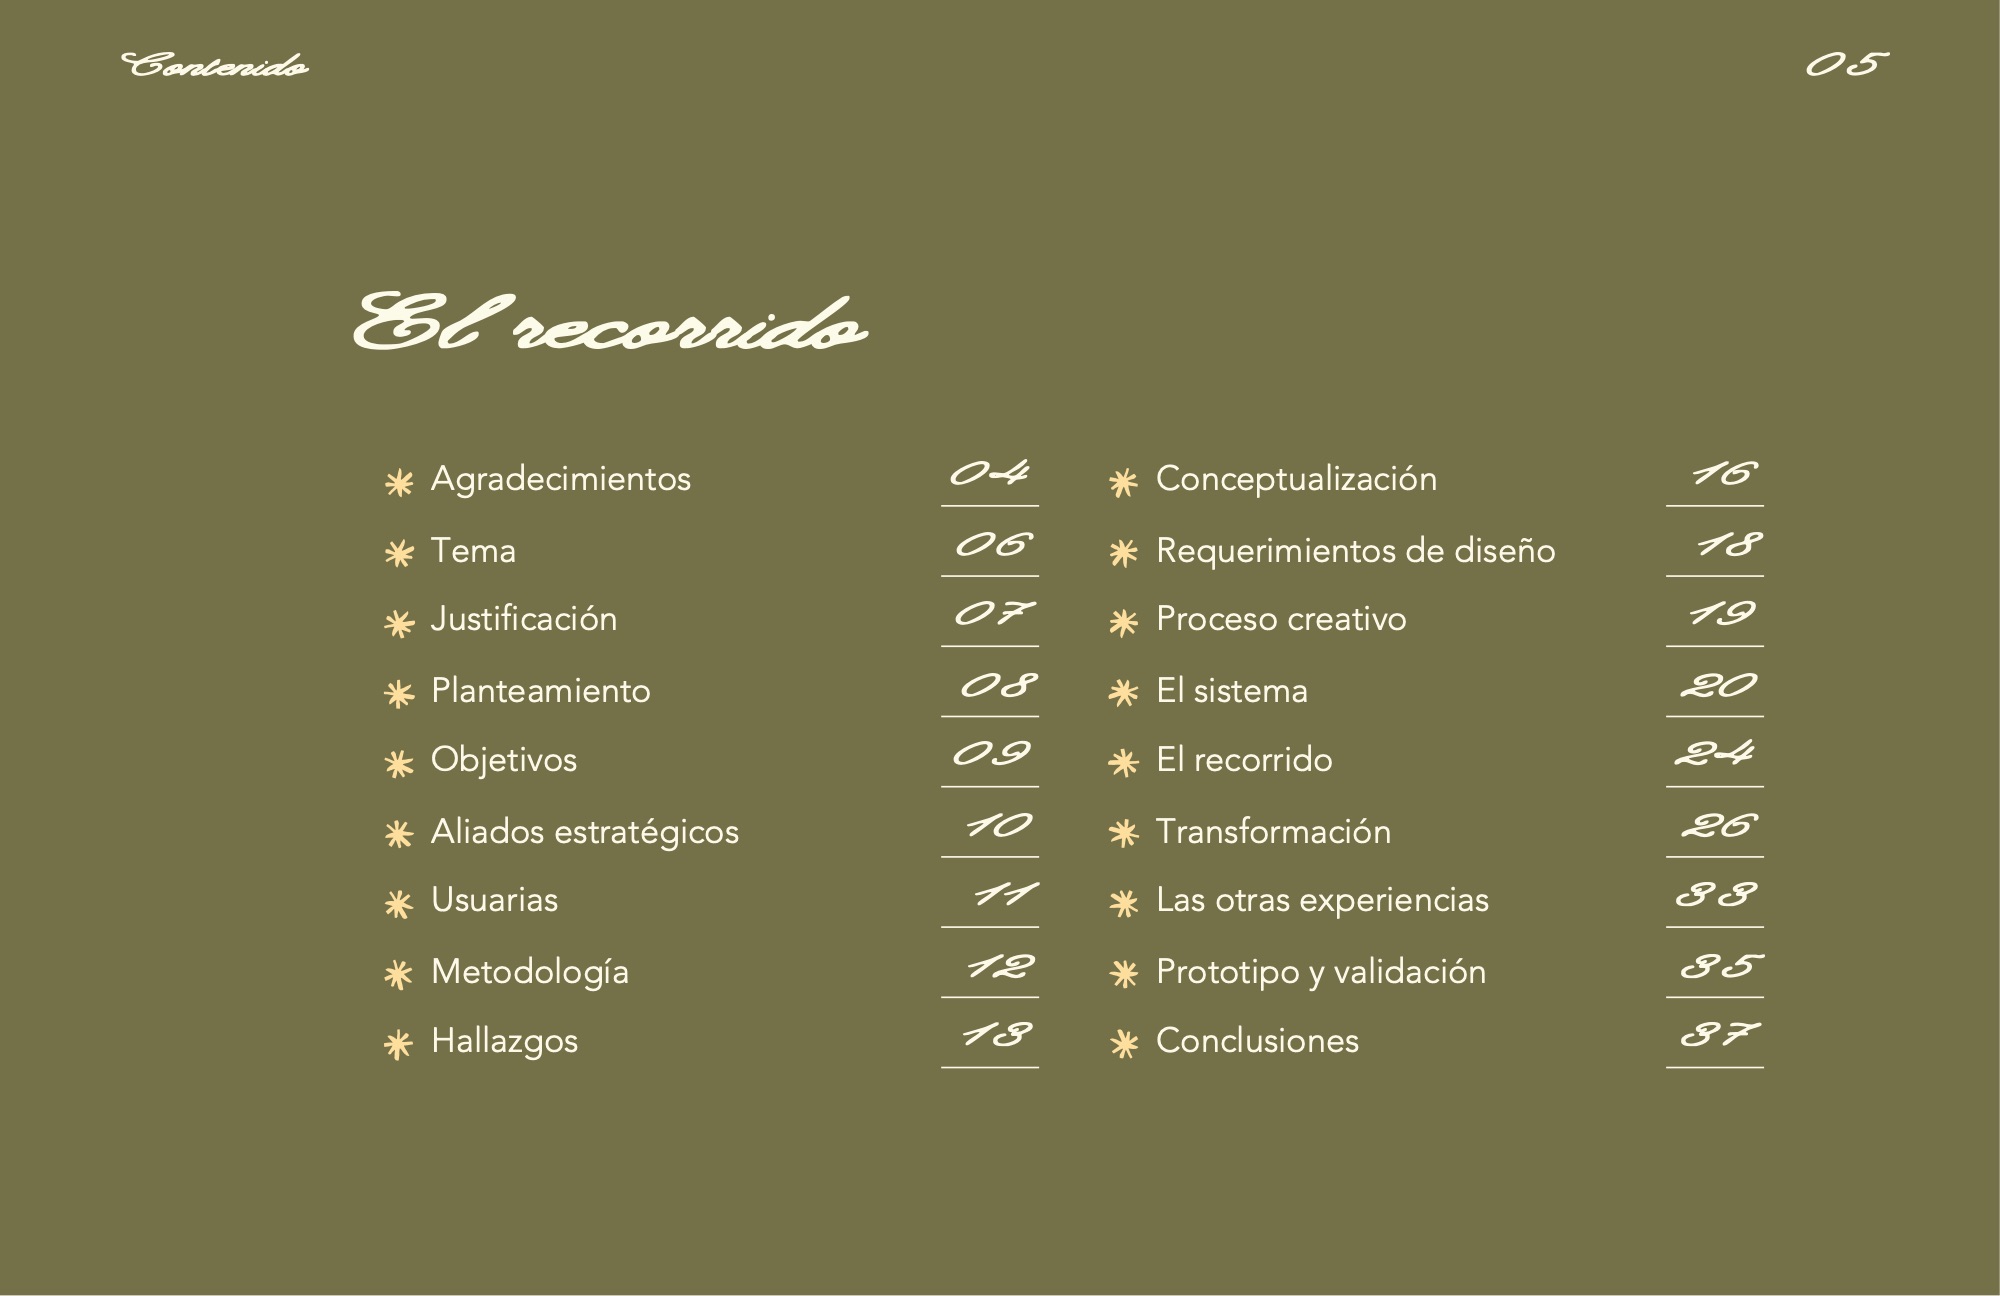 Contenido
05
El recorrido
Agradecimientos 04
Tema 06
Justificación 07
Planteamiento 08
Objetivos 09
Aliados estratégicos 10
Usuarias 11
Metodología 12
Hallazgos 13
Conceptualización 16
Requerimientos de diseño 18
Proceso creativo 19
El sistema 20
El recorrido 24
Transformación 26
Las otras experiencias 33
Prototipo y validación 35
Conclusiones 37